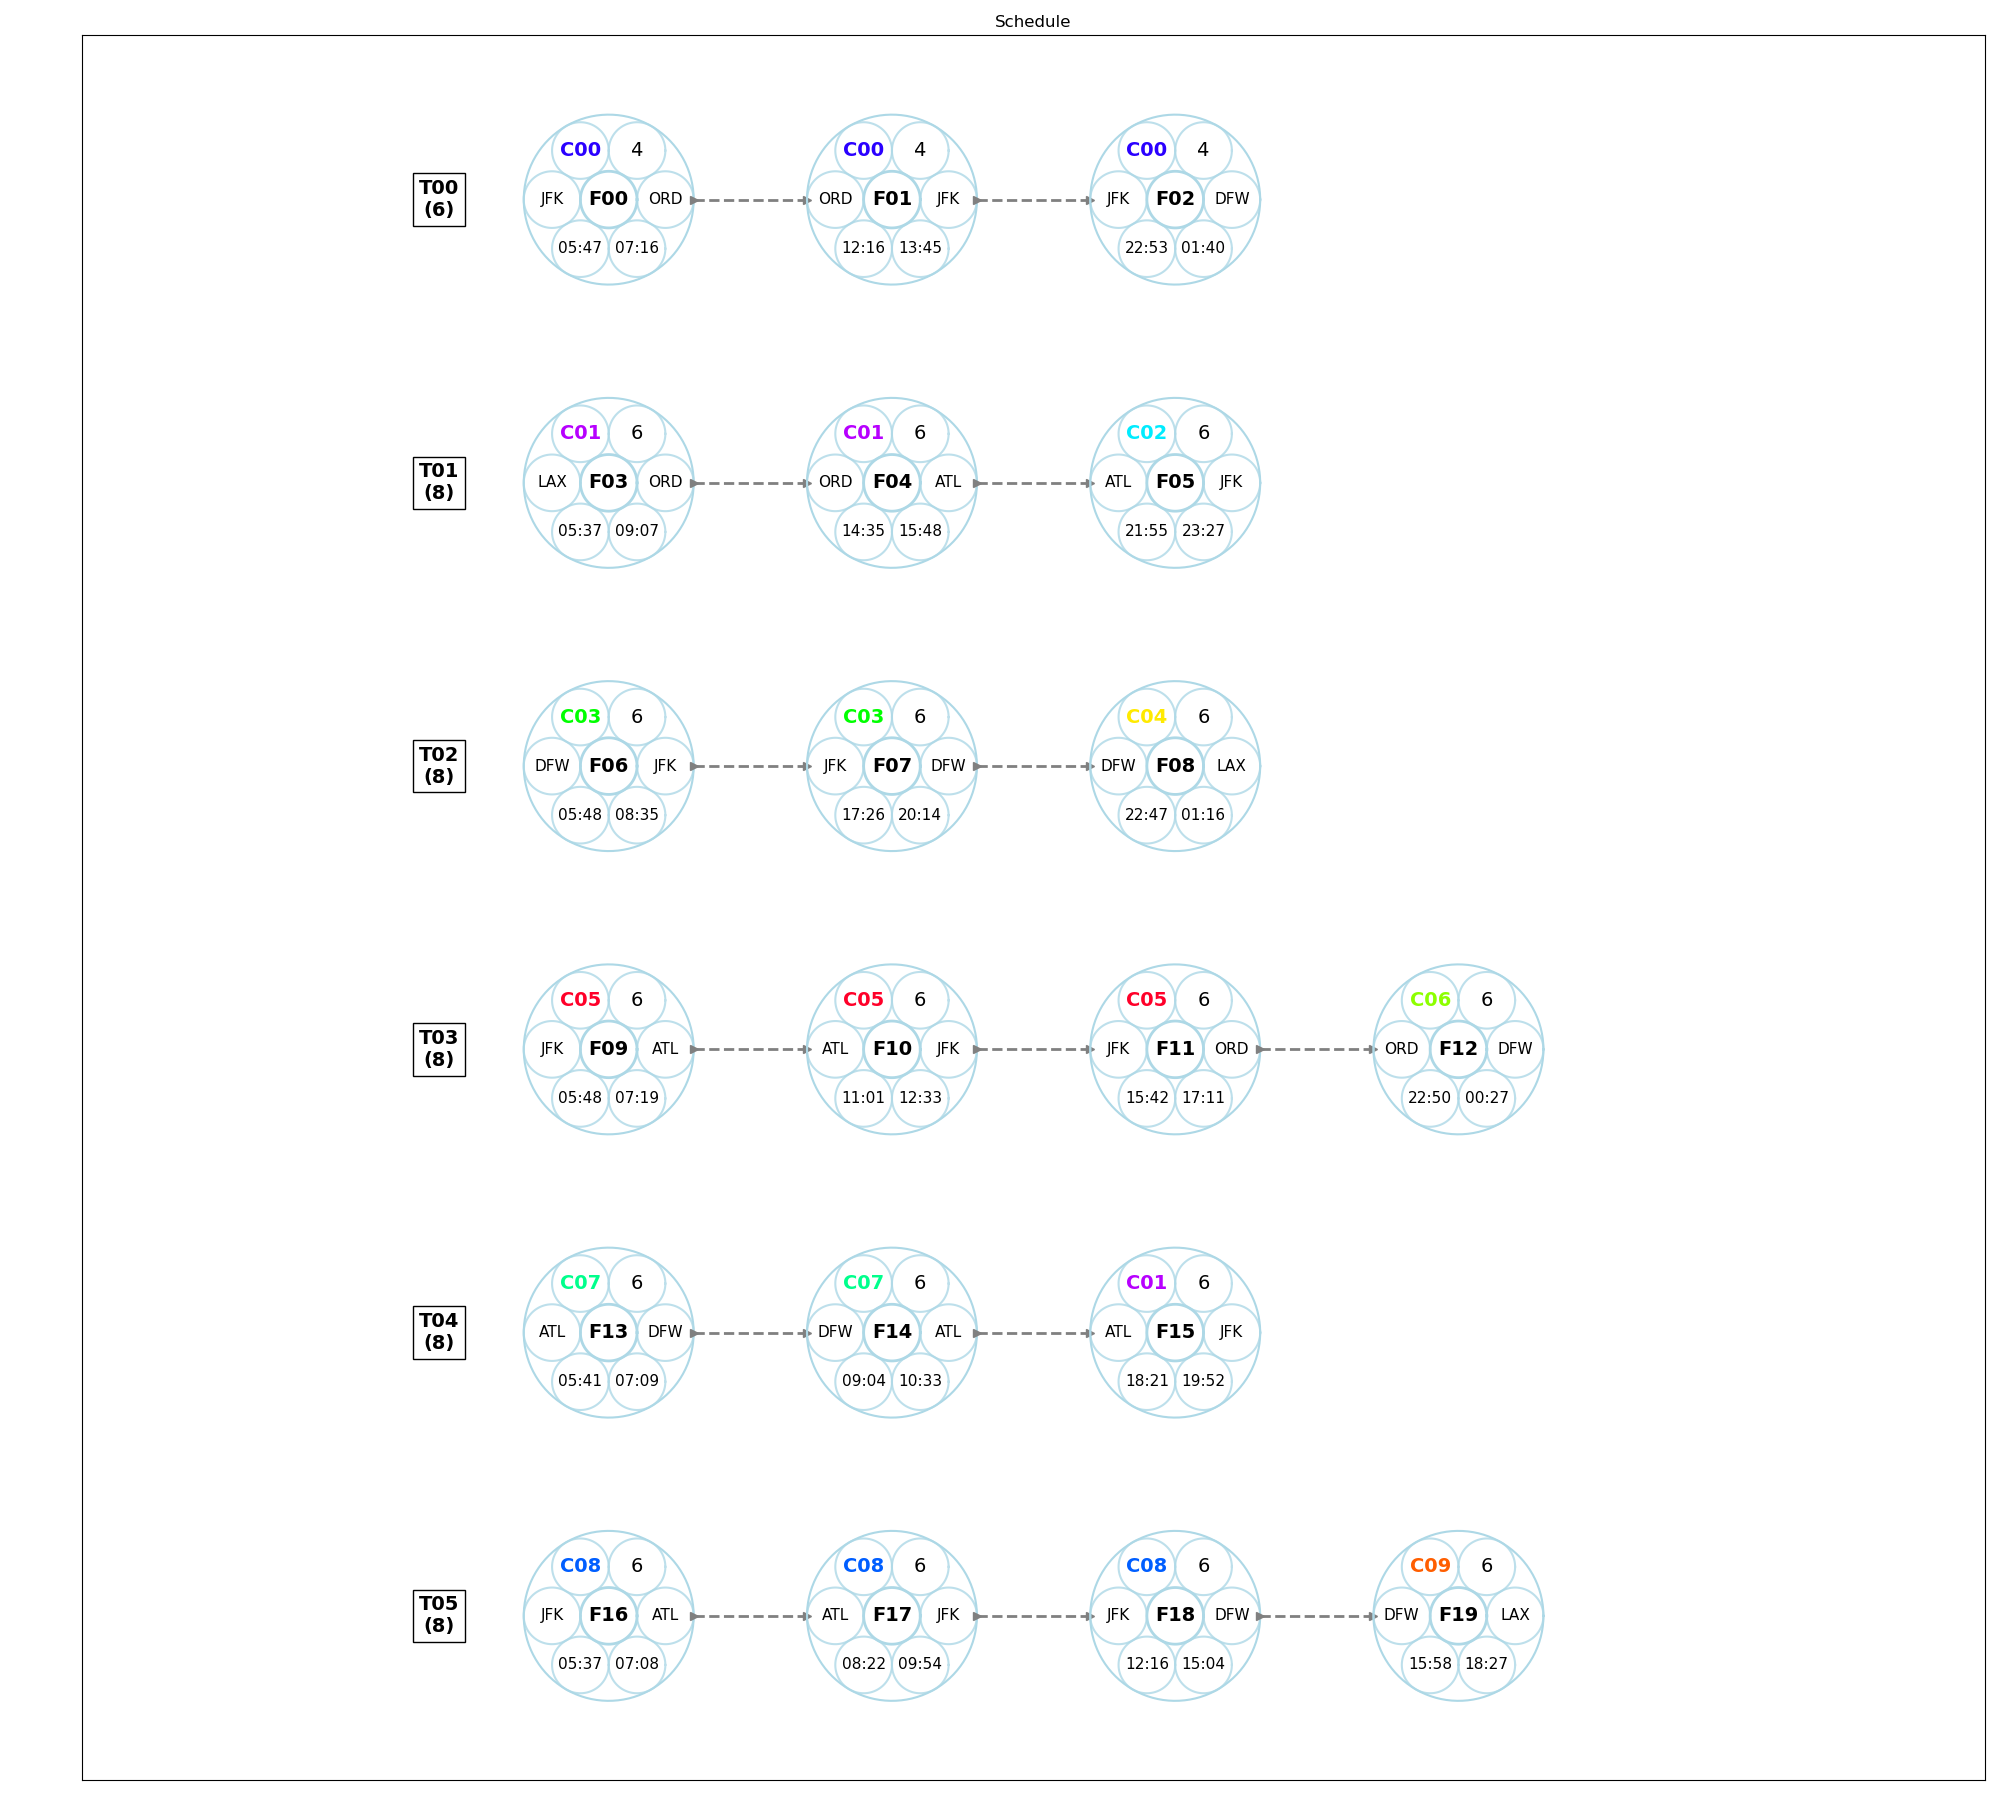 Schedule
C00 4 C00 4 C00 4
T00 JFK F00 ORD ORD F01 JFK JFK F02 DFW
(6)
05:47 07:16 12:16 13:45 22:53 01:40
C01 6 C01 6 C02 6
T01 LAX F03 ORD ORD F04 ATL ATL F05 JFK
(8)
05:37 09:07 14:35 15:48 21:55 23:27
C03 6 C03 6 C04 6
T02 DFW F06 JFK JFK F07 DFW DFW F08 LAX
(8)
05:48 08:35 17:26 20:14 22:47 01:16
C05 6 C05 6 C05 6 C06 6
T03 JFK F09 ATL ATL F10 JFK JFK F11 ORD ORD F12 DFW
(8)
05:48 07:19 11:01 12:33 15:42 17:11 22:50 00:27
C07 6 C07 6 C01 6
T04 ATL F13 DFW DFW F14 ATL ATL F15 JFK
(8)
05:41 07:09 09:04 10:33 18:21 19:52
C08 6 C08 6 C08 6 C09 6
T05 JFK F16 ATL ATL F17 JFK JFK F18 DFW DFW F19 LAX
(8)
05:37 07:08 08:22 09:54 12:16 15:04 15:58 18:27